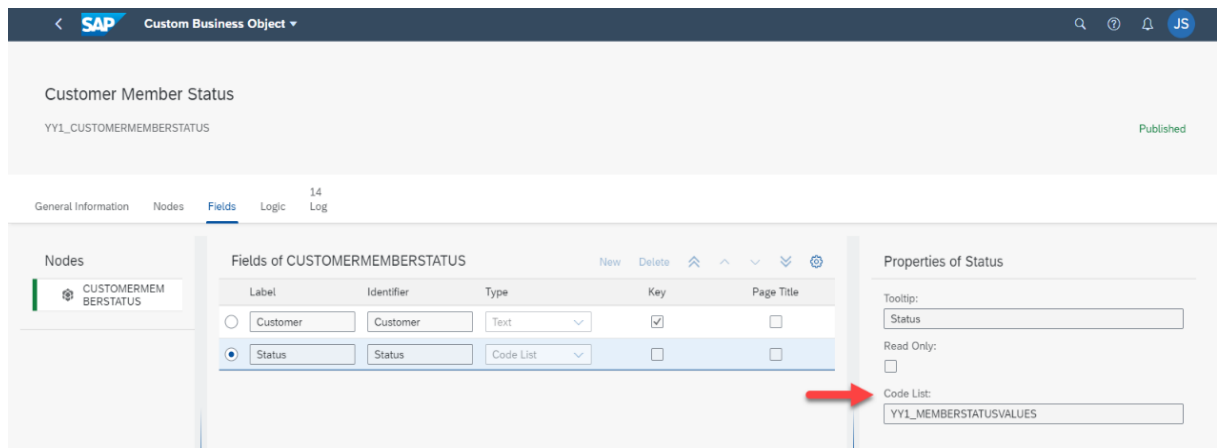 SAP Custom Business Object JS
Customer Member Status
YY1_CUSTOMERMEMBERSTATUS
Published
14
General Information Nodes Fields Logic Log
Nodes
CUSTOMERMEM
BERSTATUS
Fields of CUSTOMERMEMBERSTATUS New Delete
Label Identifier Type Key Page Title
Customer Customer Text
Status Status Code List
Properties of Status
Tooltip:
Status
Read Only:
Code List:
YY1_MEMBERSTATUSVALUES